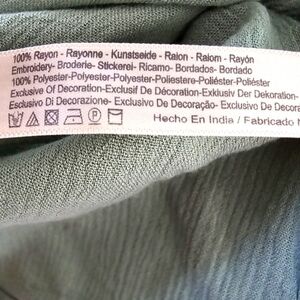 100% Rayon - Rayonne - Kunstseide - Raion - Raiom - Rayón
Embroidery- Broderie- Stickerei- Ricamo- Bordados- Bordado
100% Polyester-Polyester-Polyester-Poliestere-Poliéster-Poliéster
Exclusive Of Decoration-Exclusif De Décoration-Exklusiv Der Dekoration-
Esclusivo Di Decorazione- Exclusivo De Decoração- Exclusivo De
Hecho En India / Fabricado